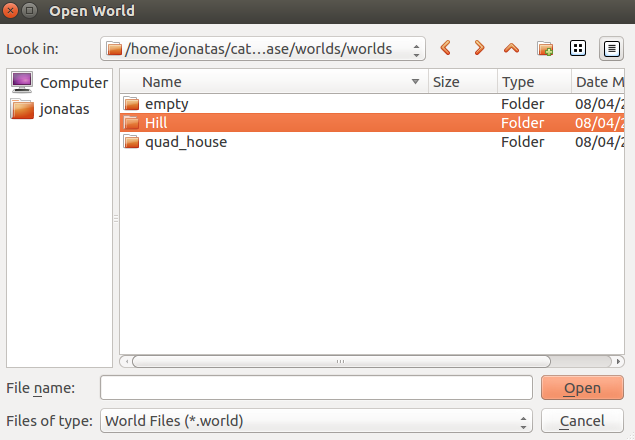 Open World
Look in: /home/jonatas/cat...ase/worlds/worlds
Computer
jonatas
Name Size Type Date M
empty Folder 08/04/2
Hill Folder 08/04/2
quad_house Folder 08/04/2
File name: Open
Files of type: World Files (*.world) Cancel